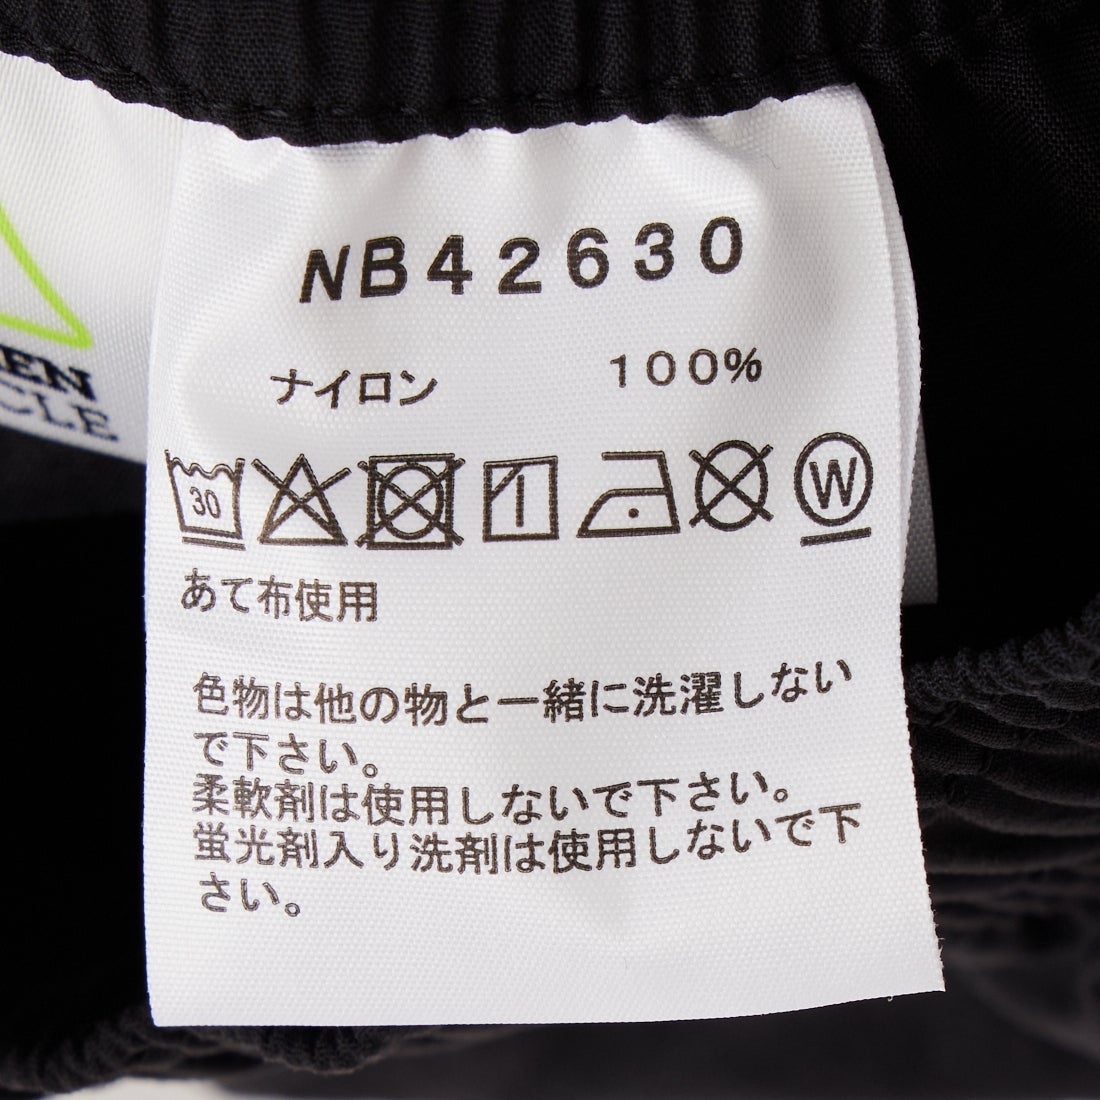 NB42630
ナイロン 100%
30 W
あて布使用
色物は他の物と一緒に洗濯しない
で下さい。
柔軟剤は使用しないで下さい。
蛍光剤入り洗剤は使用しないで下
さい。
EN
CLE